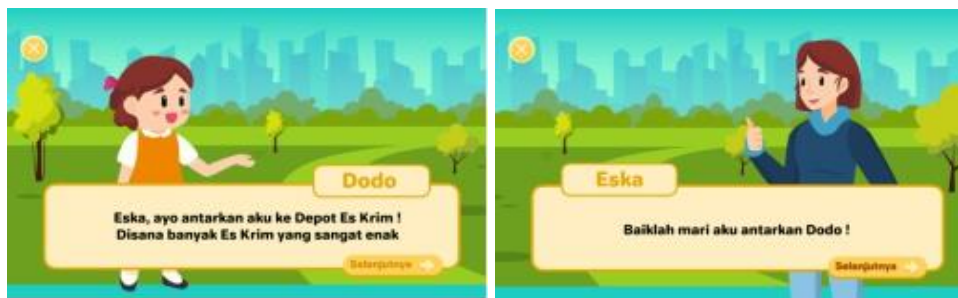 Dodo
Eska, ayo antarkan aku ke Depot Es Krim !
Disana banyak Es Krim yang sangat enak
Selanjutnya
Eska
Baiklah mari aku antarkan Dodo !
Selanjutnya